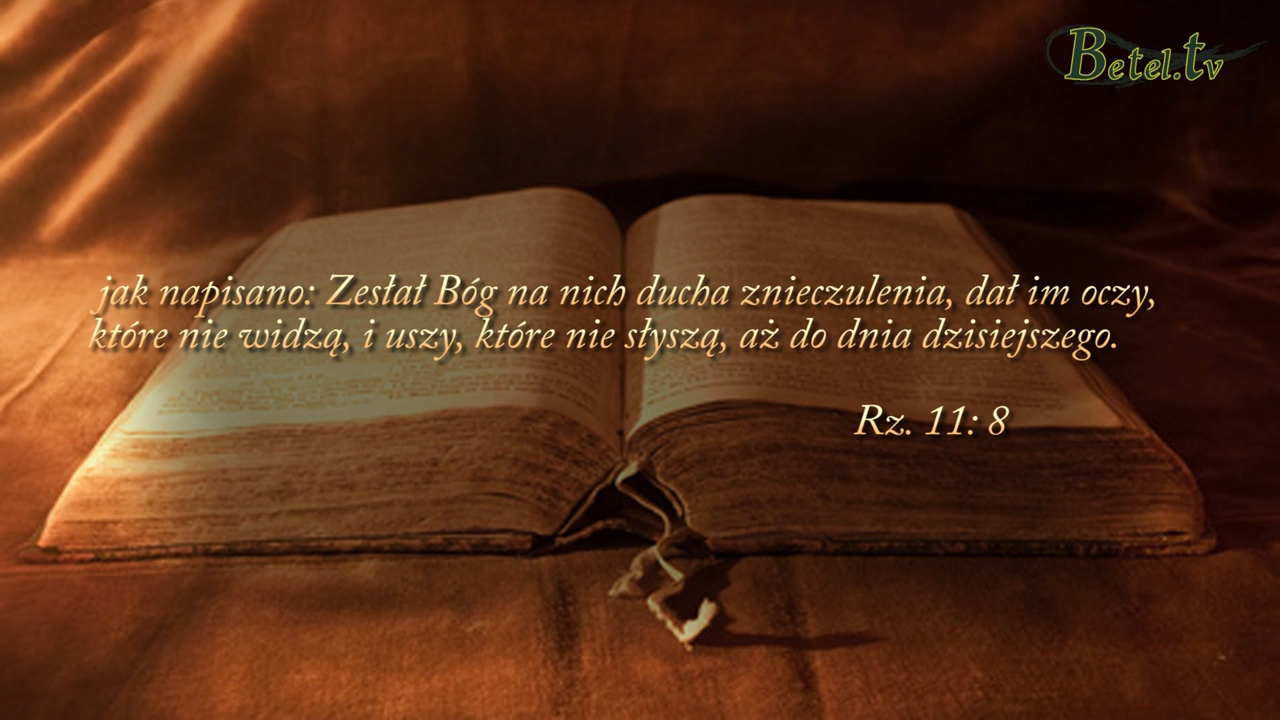 Betel.tv
jak napisano: Zesłał Bóg na nich ducha znieczulenia, dał im oczy,
które nie widzą, i uszy, które nie słyszą, aż do dnia dzisiejszego.
Rz. 11: 8